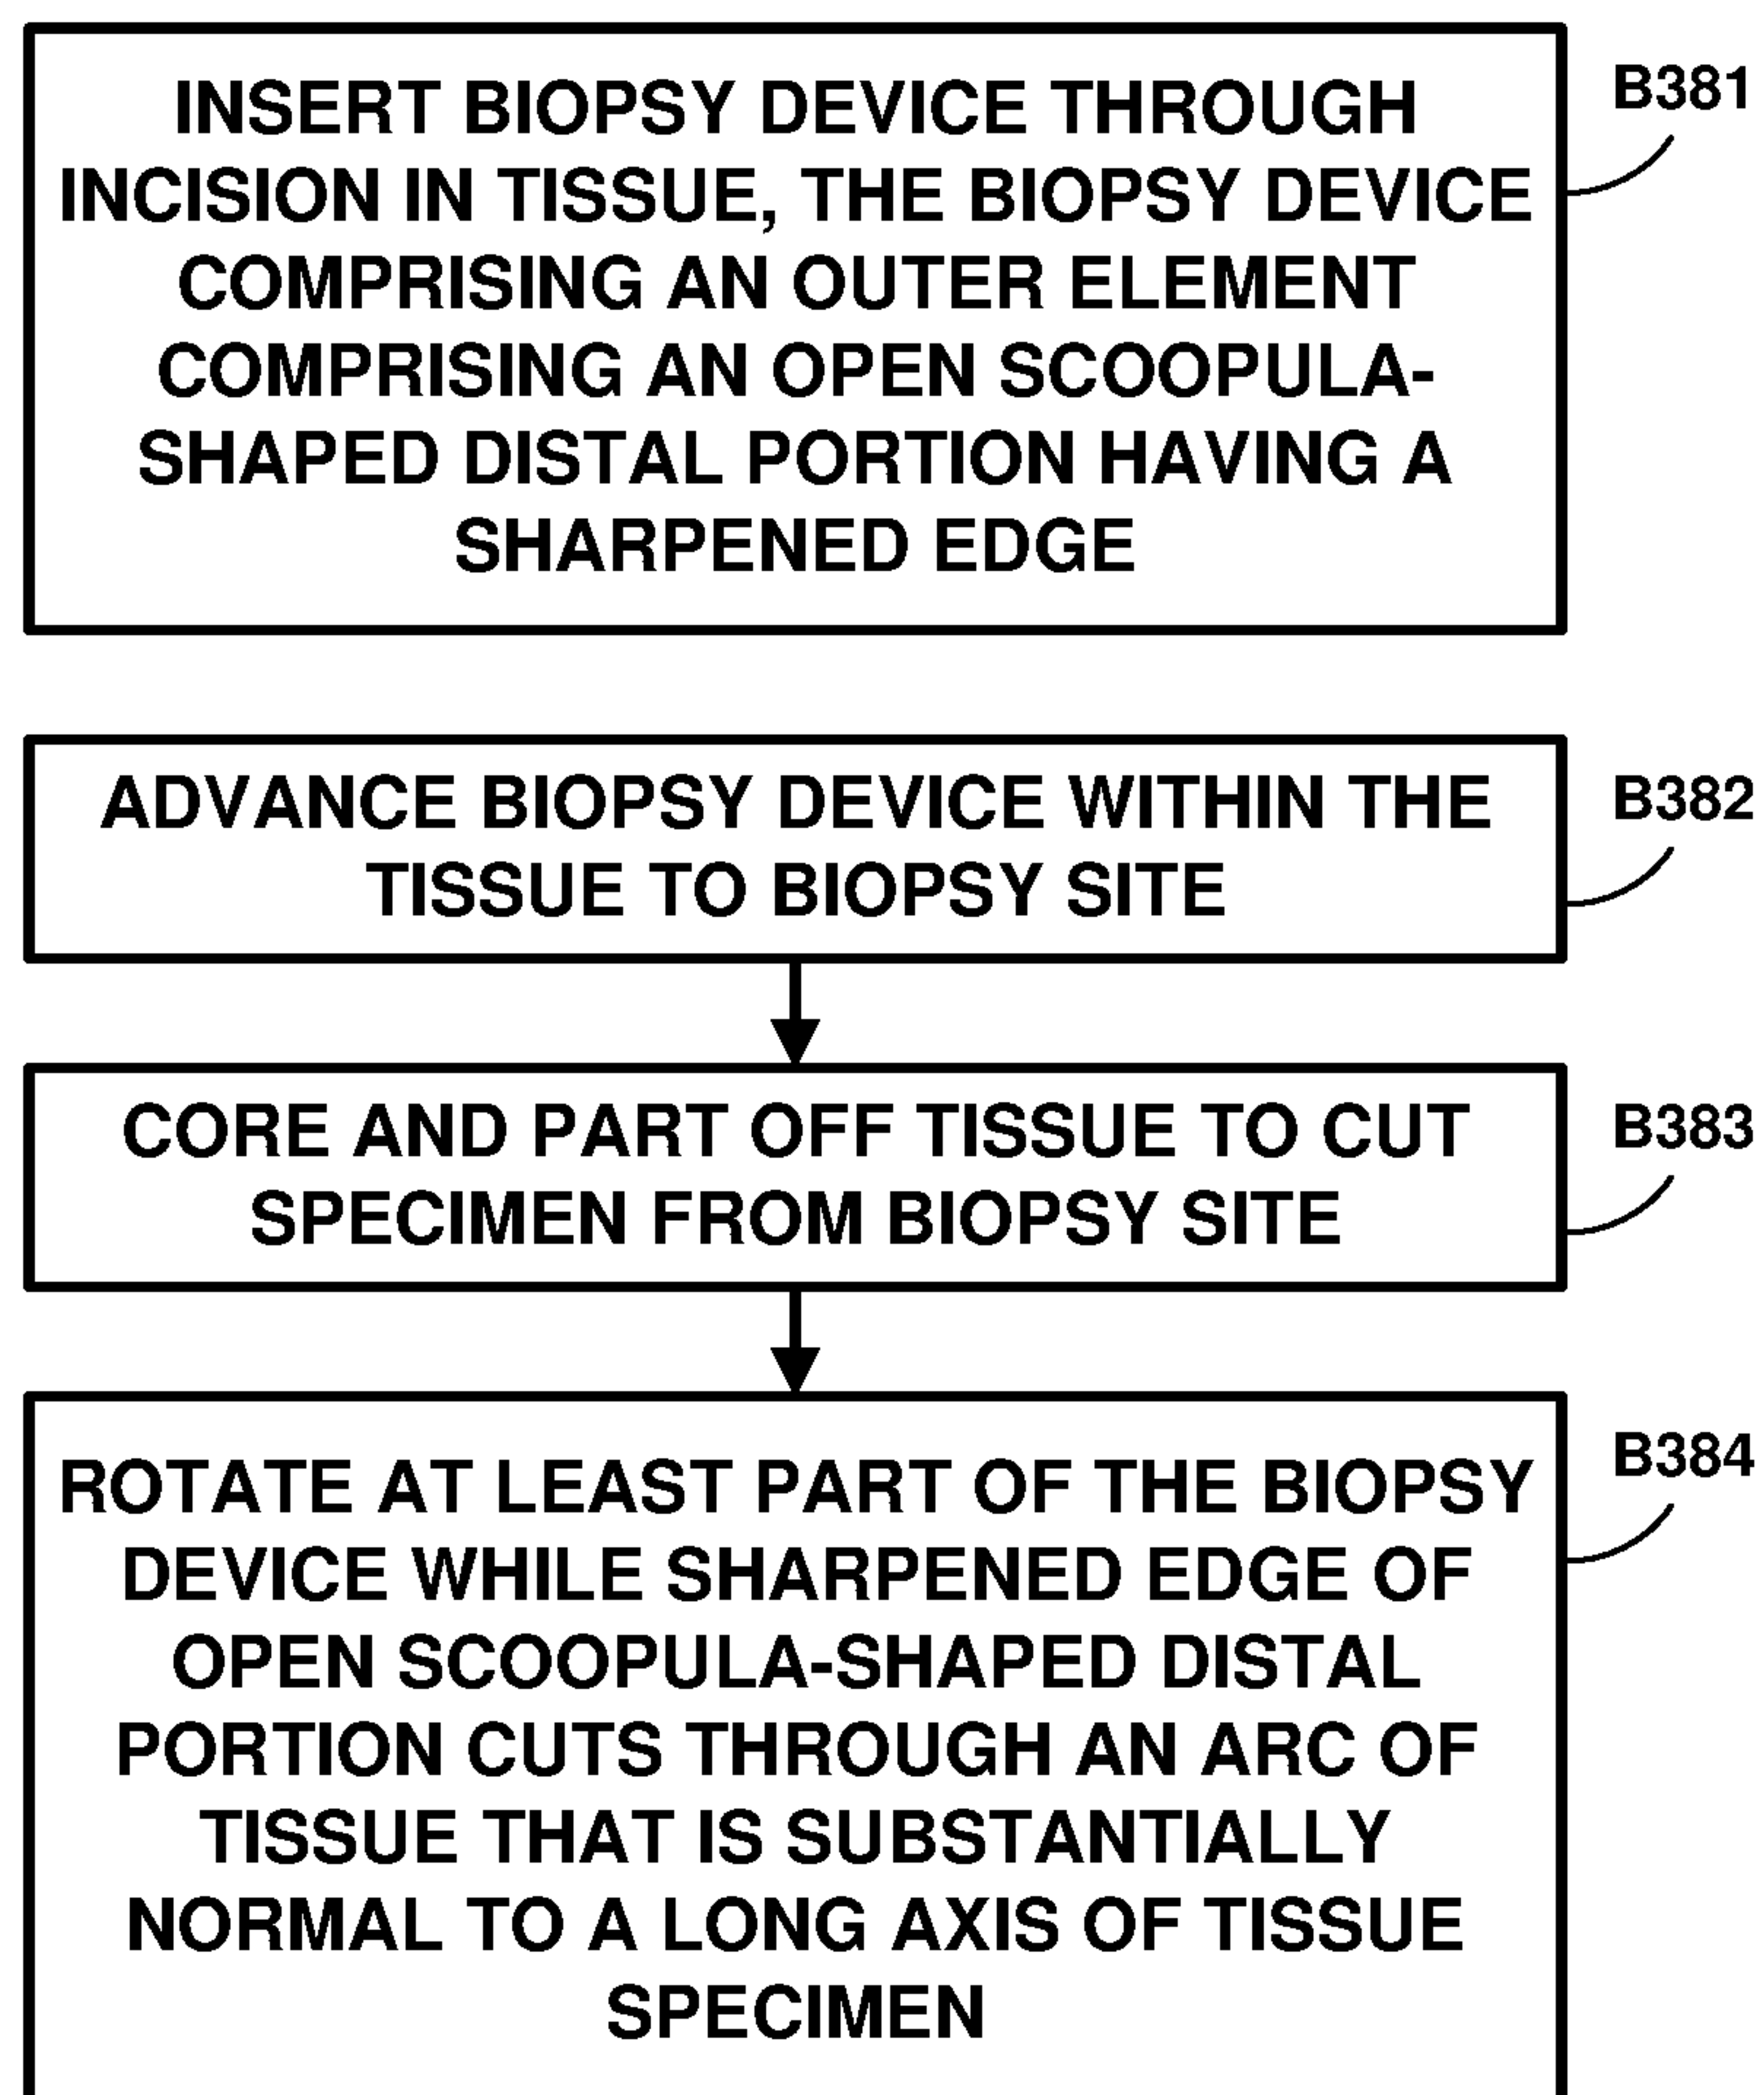 INSERT BIOPSY DEVICE THROUGH
INCISION IN TISSUE, THE BIOPSY DEVICE
COMPRISING AN OUTER ELEMENT
COMPRISING AN OPEN SCOOPULA-
SHAPED DISTAL PORTION HAVING A
SHARPENED EDGE
B381
ADVANCE BIOPSY DEVICE WITHIN THE
TISSUE TO BIOPSY SITE
B382
CORE AND PART OFF TISSUE TO CUT
SPECIMEN FROM BIOPSY SITE
B383
ROTATE AT LEAST PART OF THE BIOPSY
DEVICE WHILE SHARPENED EDGE OF
OPEN SCOOPULA-SHAPED DISTAL
PORTION CUTS THROUGH AN ARC OF
TISSUE THAT IS SUBSTANTIALLY
NORMAL TO A LONG AXIS OF TISSUE
SPECIMEN
B384